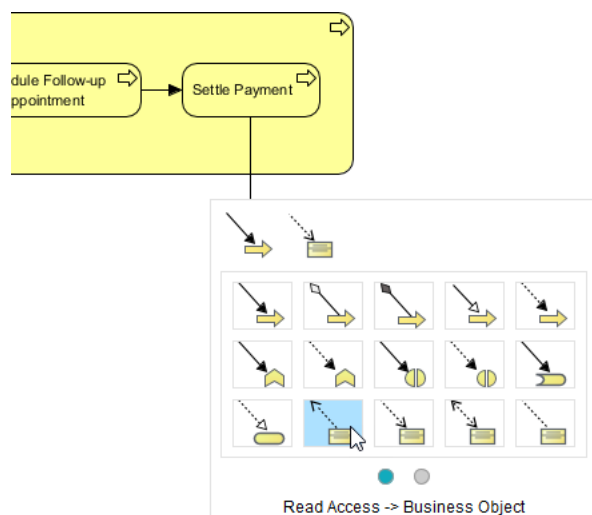 dule Follow-up
ppointment
Settle Payment
Read Access -> Business Object